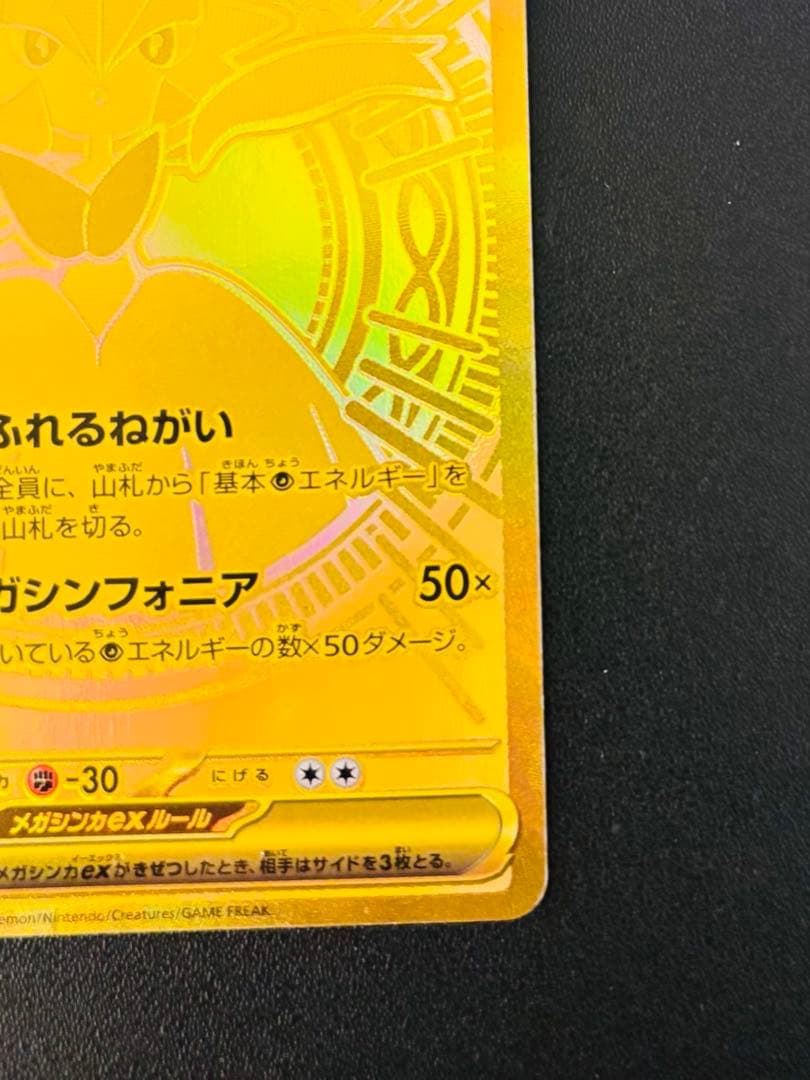 ふれるねがい
全員に、山札から「基本エネルギー」を
山札を切る。
ガシンフォニア 50×
いているエネルギーの数×50ダメージ。
-30 にげる
メガシンカexルール
メガシンカexがきぜつしたとき、相手はサイドを3枚とる。
emon/Nintendo/Creatures/GAME FREAK